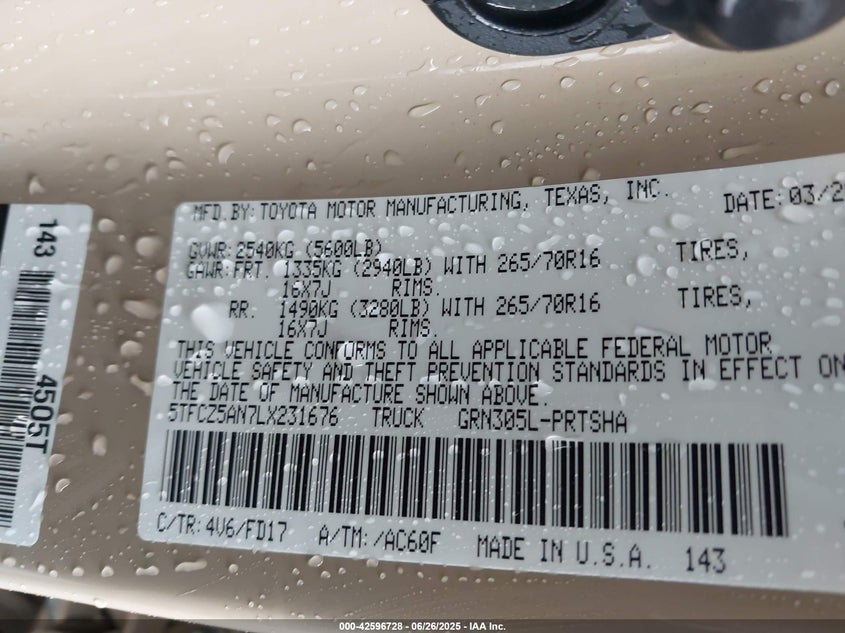 MFD.BY:TOYOTA MOTOR MANUFACTURING, TEXAS, INC. DATE:03/2
GVWR:2540KG (5600LB)
GAWR:FRT. 1335KG (2940LB) WITH 265/70R16 TIRES,
16X7J RIMS.
RR. 1490KG (3280LB) WITH 265/70R16 TIRES,
16X7J RIMS.
THIS VEHICLE CONFORMS TO ALL APPLICABLE FEDERAL MOTOR
VEHICLE SAFETY AND THEFT PREVENTION STANDARDS IN EFFECT ON
THE DATE OF MANUFACTURE SHOWN ABOVE.
5TFCZ5AN7LX231676 TRUCK GRN305L-PRTSHA
C/TR:4V6/FD17 A/TM:/AC60F MADE IN U.S.A. 143
143 4505T
000-42596728 | 06/26/2025 - IAA Inc.